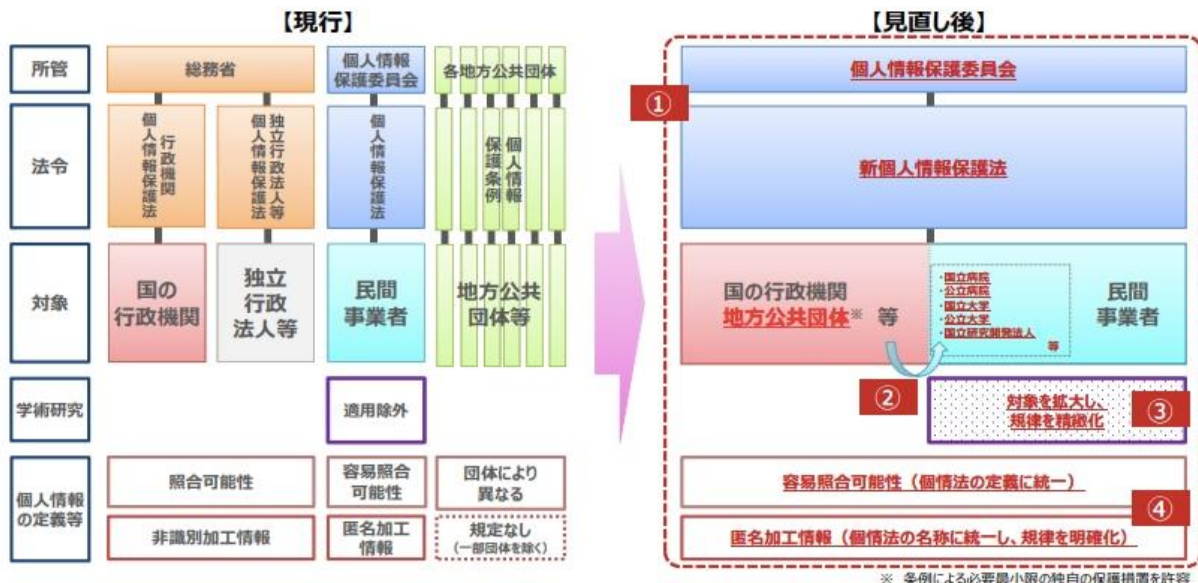 【現行】
所管
総務省
個人情報
保護委員会
各地方公共団体
法令
行政機関
個人情報保護法
独立行政法人等
個人情報保護法
個人情報保護法
個人情報
保護条例
対象
国の
行政機関
独立
行政
法人等
民間
事業者
地方公共
団体等
学術研究
適用除外
個人情報
の定義等
照合可能性
容易照合
可能性
団体により
異なる
非識別加工情報
匿名加工
情報
規定なし
(一部団体を除く)
【見直し後】
①
個人情報保護委員会
新個人情報保護法
国の行政機関
地方公共団体※ 等
・国立病院
・公立病院
・国立大学
・公立大学
・国立研究開発法人
等
民間
事業者
②
対象を拡大し、
規律を精緻化
③
容易照合可能性（個情法の定義に統一）
④
匿名加工情報（個情法の名称に統一し、規律を明確化）
※ 条例による必要最小限の独自の保護措置を許容